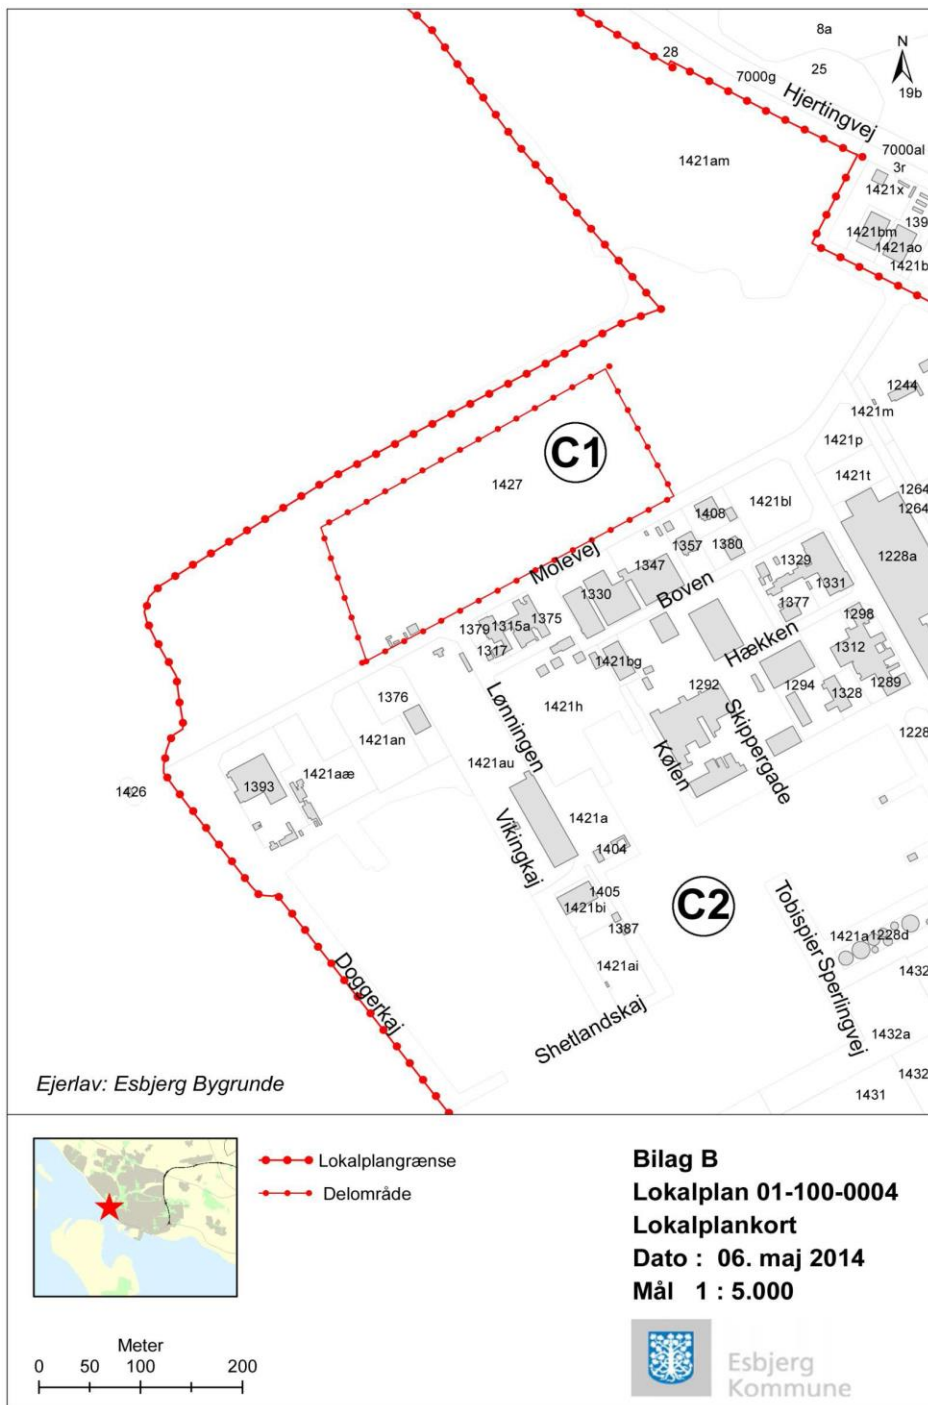 8a
28
N
7000g
25
19b
Hjertingvej
7000al
3r
1421am
1421x
139
1421bm
1421ao
1421b
1244
1421m
1421p
C1
1421t
1427
1264
1264
1421bl
1408
1228a
1357
1380
1329
Molevej
1347
1331
1330
Boven
1377
1298
1375
1379
1315a
Hækken
1312
1317
1421bg
1289
1292
1294
1328
1376
Lønningen
1421h
Skippergade
1228
1421an
1421au
Kølen
1421aæ
1393
1426
1421a
Vikingkaj
1404
1405
1421bi
C2
1387
Tobispier
1421a
1228d
1421ai
1432
Doggerkaj
Sperlingvej
Shetlandskaj
1432a
1432
1431
Ejerlav: Esbjerg Bygrunde
Lokalplangrænse
Delområde
Bilag B
Lokalplan 01-100-0004
Lokalplankort
Dato : 06. maj 2014
Mål 1 : 5.000
Meter
0 50 100 200
Esbjerg
Kommune